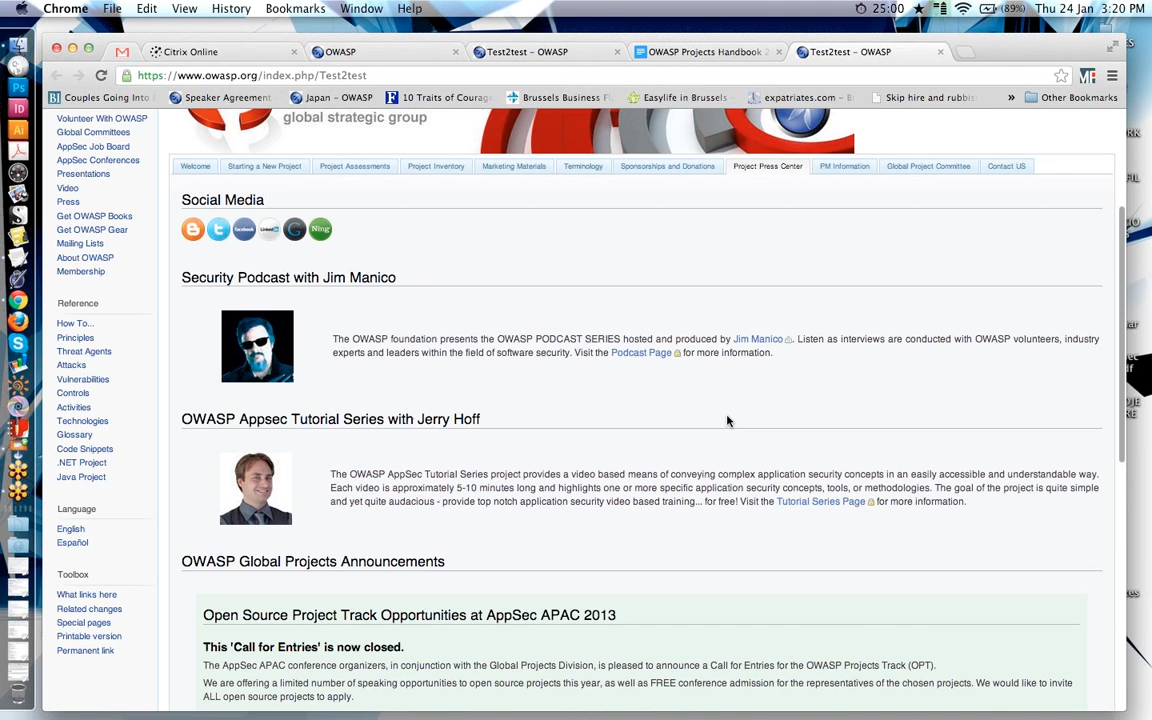 Chrome File Edit View History Bookmarks Window Help 25:00 (89%) Thu 24 Jan 3:20 PM
Citrix Online OWASP Test2test – OWASP OWASP Projects Handbook 2 Test2test – OWASP
https://www.owasp.org/index.php/Test2test
Couples Going Into Speaker Agreement Japan – OWASP 10 Traits of Courag Brussels Business Fl Easylife in Brussels expatriates.com – B Skip hire and rubbis » Other Bookmarks
global strategic group
Volunteer With OWASP
Global Committees
AppSec Job Board
AppSec Conferences
Presentations
Video
Press
Get OWASP Books
Get OWASP Gear
Mailing Lists
About OWASP
Membership
Reference
How To...
Principles
Threat Agents
Attacks
Vulnerabilities
Controls
Activities
Technologies
Glossary
Code Snippets
.NET Project
Java Project
Language
English
Español
Toolbox
What links here
Related changes
Special pages
Printable version
Permanent link
Welcome Starting a New Project Project Assessments Project Inventory Marketing Materials Terminology Sponsorships and Donations Project Press Center PM Information Global Project Committee Contact US
Social Media
facebook LinkedIn Ning
Security Podcast with Jim Manico
The OWASP foundation presents the OWASP PODCAST SERIES hosted and produced by Jim Manico. Listen as interviews are conducted with OWASP volunteers, industry
experts and leaders within the field of software security. Visit the Podcast Page for more information.
OWASP Appsec Tutorial Series with Jerry Hoff
The OWASP AppSec Tutorial Series project provides a video based means of conveying complex application security concepts in an easily accessible and understandable way.
Each video is approximately 5-10 minutes long and highlights one or more specific application security concepts, tools, or methodologies. The goal of the project is quite simple
and yet quite audacious - provide top notch application security video based training... for free! Visit the Tutorial Series Page for more information.
OWASP Global Projects Announcements
Open Source Project Track Opportunities at AppSec APAC 2013
This 'Call for Entries' is now closed.
The AppSec APAC conference organizers, in conjunction with the Global Projects Division, is pleased to announce a Call for Entries for the OWASP Projects Track (OPT).
We are offering a limited number of speaking opportunities to open source projects this year, as well as FREE conference admission for the representatives of the chosen projects. We would like to invite
ALL open source projects to apply.